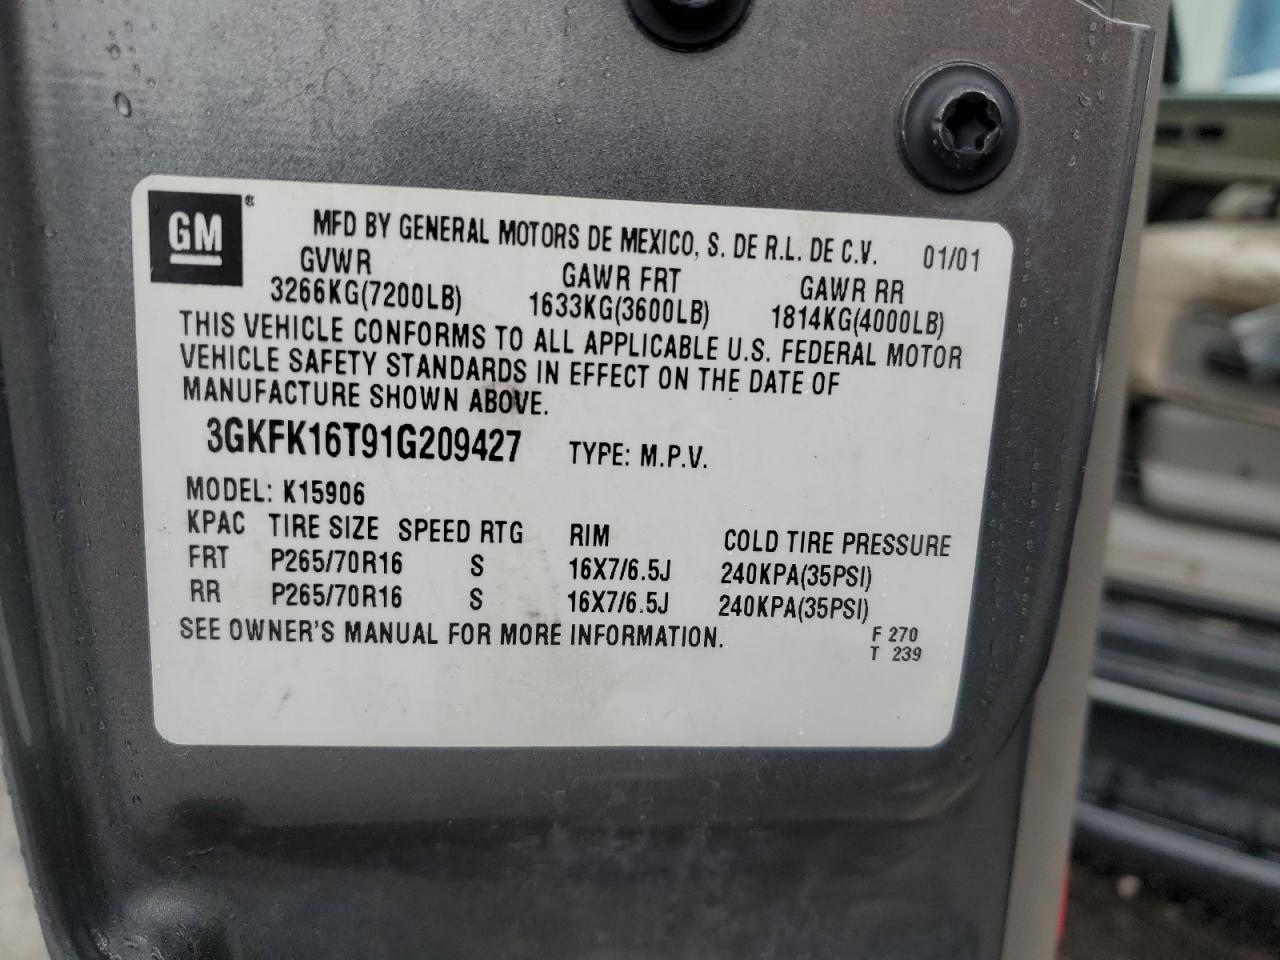 GM ® MFD BY GENERAL MOTORS DE MEXICO, S. DE R.L. DE C.V. 01/01
GVWR GAWR FRT GAWR RR
3266KG(7200LB) 1633KG(3600LB) 1814KG(4000LB)
THIS VEHICLE CONFORMS TO ALL APPLICABLE U.S. FEDERAL MOTOR
VEHICLE SAFETY STANDARDS IN EFFECT ON THE DATE OF
MANUFACTURE SHOWN ABOVE.
3GKFK16T91G209427 TYPE: M.P.V.
MODEL: K15906
KPAC TIRE SIZE SPEED RTG RIM COLD TIRE PRESSURE
FRT P265/70R16 S 16X7/6.5J 240KPA(35PSI)
RR P265/70R16 S 16X7/6.5J 240KPA(35PSI)
SEE OWNER'S MANUAL FOR MORE INFORMATION. F 270
T 239